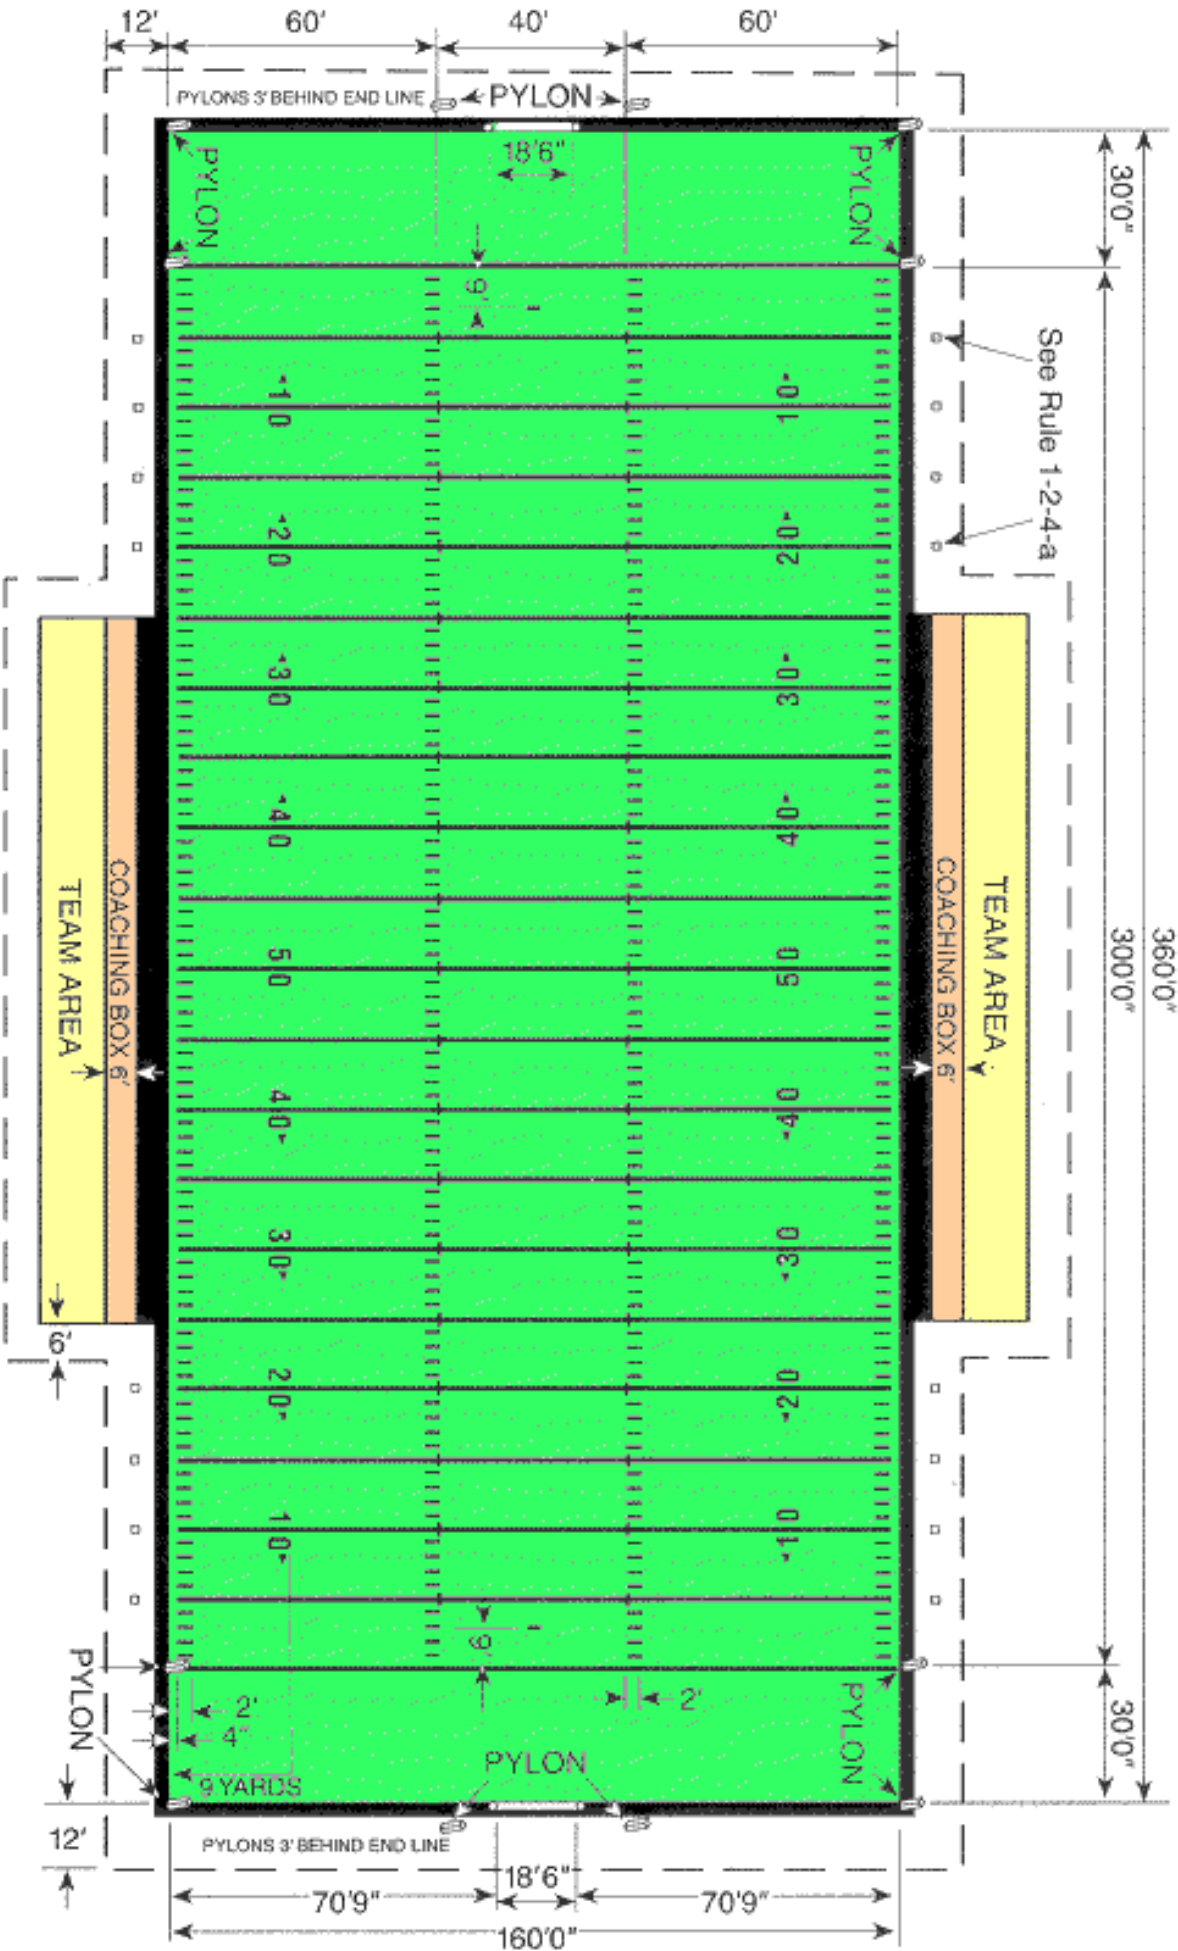 12' 60' 40' 60'
PYLONS 3' BEHIND END LINE PYLON
18'6"
PYLON PYLON
30'0"
9'
See Rule 1-2-4-a
10 10
20 20
30 30
40 40
50 50
40 40
30 30
20 20
10 10
TEAM AREA COACHING BOX 6' COACHING BOX 6' TEAM AREA
300'0" 360'0"
6'
9'
PYLON PYLON
2' 2'
4"
30'0"
PYLON
9 YARDS
12'
PYLONS 3' BEHIND END LINE
18'6"
70'9" 70'9"
160'0"